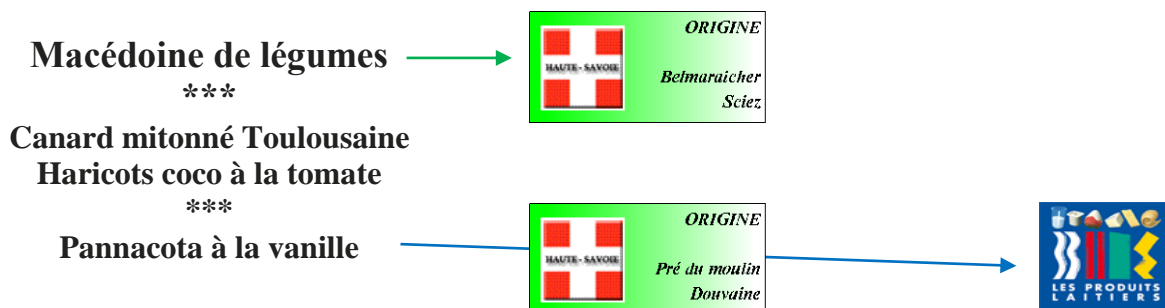 Macédoine de légumes
***
Canard mitonné Toulousaine
Haricots coco à la tomate
***
Pannacota à la vanille
ORIGINE
HAUTE - SAVOIE
Belmaraicher
Sciez
ORIGINE
HAUTE - SAVOIE
Pré du moulin
Douvaine
LES PRODUITS
LAITIERS